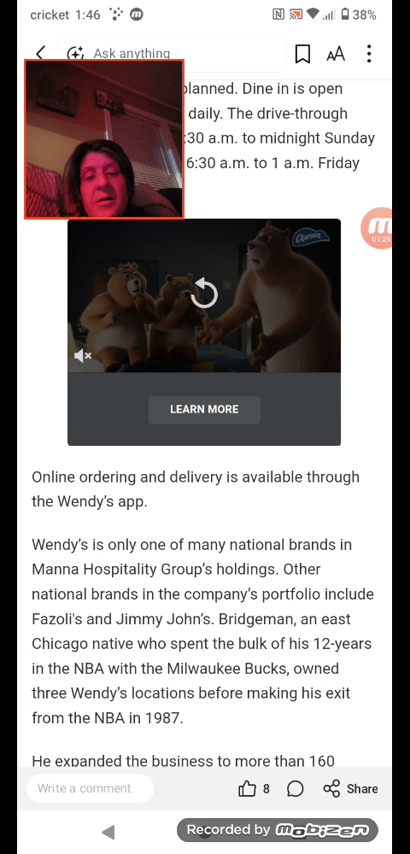 cricket 1:46
38%
Ask anything
AA
planned. Dine in is open
daily. The drive-through
:30 a.m. to midnight Sunday
6:30 a.m. to 1 a.m. Friday
Charmin
m
01:29
LEARN MORE
Online ordering and delivery is available through
the Wendy’s app.
Wendy’s is only one of many national brands in
Manna Hospitality Group’s holdings. Other
national brands in the company’s portfolio include
Fazoli's and Jimmy John’s. Bridgeman, an east
Chicago native who spent the bulk of his 12-years
in the NBA with the Milwaukee Bucks, owned
three Wendy’s locations before making his exit
from the NBA in 1987.
He expanded the business to more than 160
Write a comment
8
Share
Recorded by mobizen